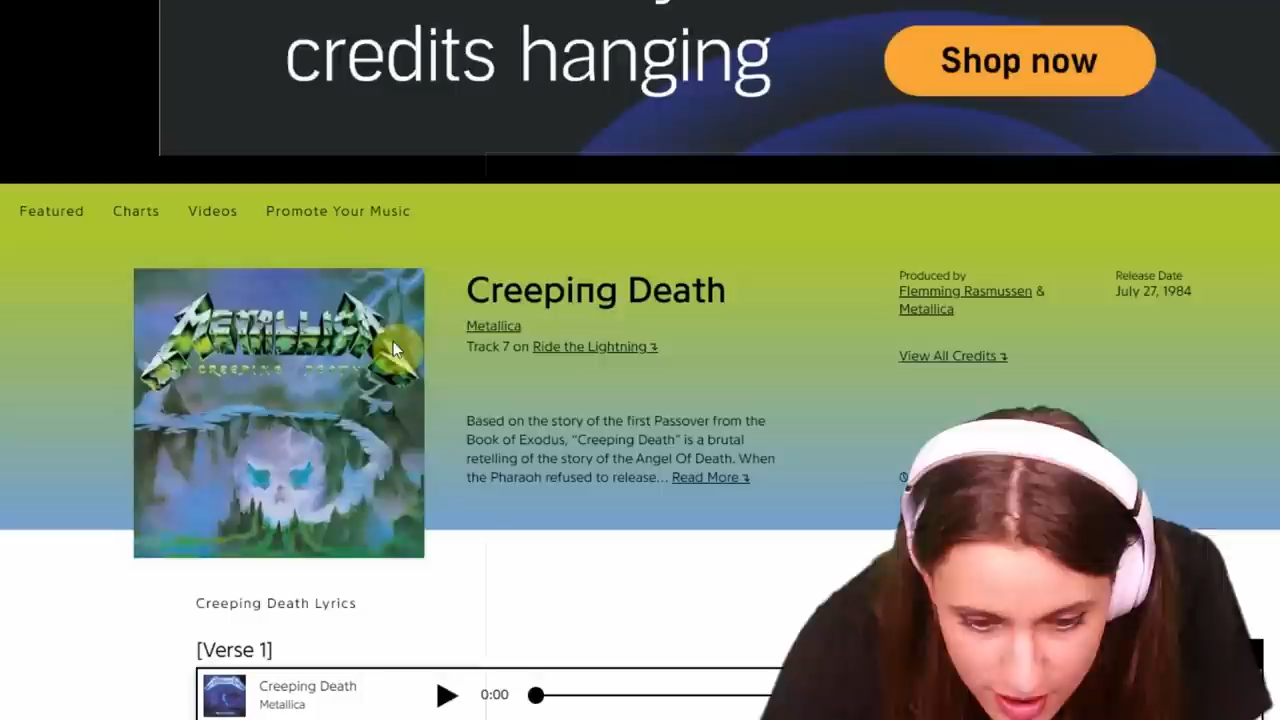 credits hanging
Shop now
Featured Charts Videos Promote Your Music
METALLICA
CREEPING DEATH
Creeping Death
Metallica
Track 7 on Ride the Lightning
Based on the story of the first Passover from the
Book of Exodus, “Creeping Death” is a brutal
retelling of the story of the Angel Of Death. When
the Pharaoh refused to release… Read More
Produced by
Flemming Rasmussen &
Metallica
View All Credits
Release Date
July 27, 1984
Creeping Death Lyrics
[Verse 1]
Creeping Death
Metallica
0:00